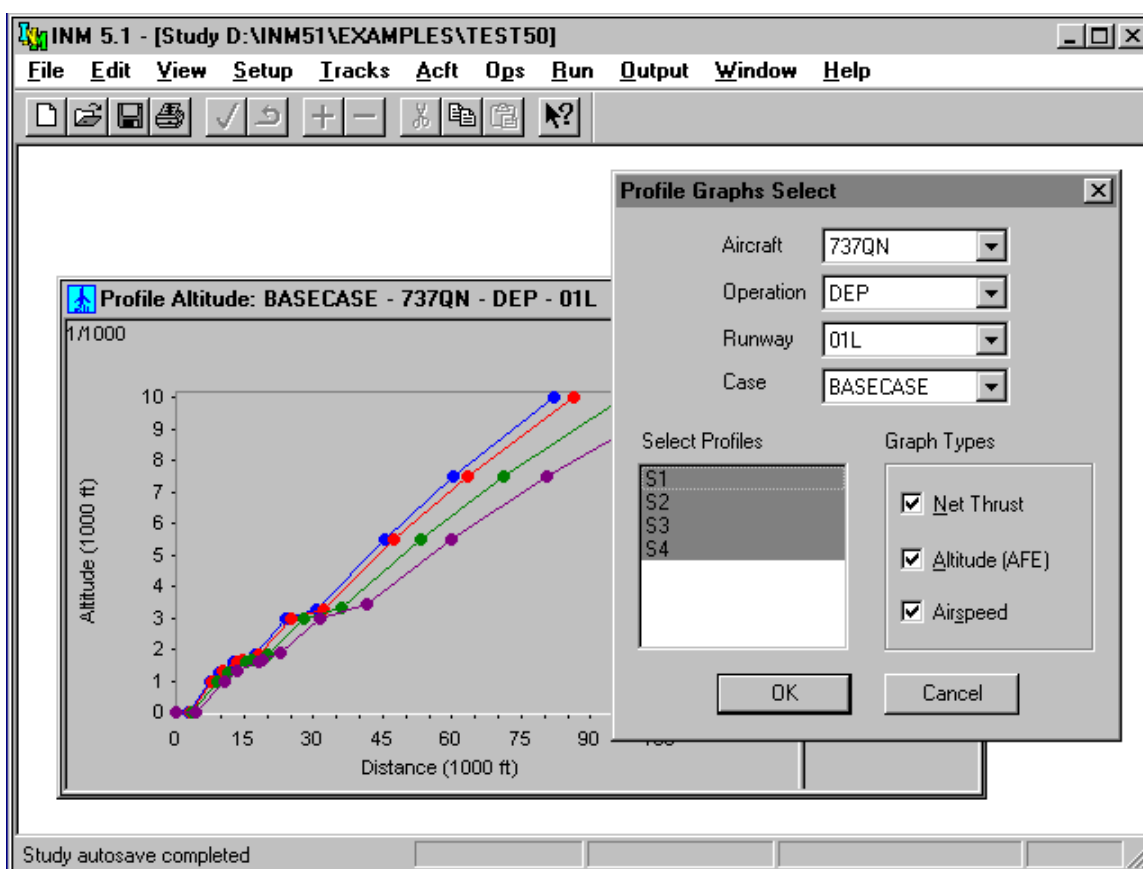 INM 5.1 - [Study D:\INM51\EXAMPLES\TEST50]
File Edit View Setup Tracks Acft Ops Run Output Window Help
Profile Altitude: BASECASE - 737QN - DEP - 01L
1/1000
Altitude (1000 ft)
10
9
8
7
6
5
4
3
2
1
0
0 15 30 45 60 75 90
Distance (1000 ft)
Profile Graphs Select
Aircraft 737QN
Operation DEP
Runway 01L
Case BASECASE
Select Profiles
S1
S2
S3
S4
Graph Types
Net Thrust
Altitude (AFE)
Airspeed
OK Cancel
Study autosave completed